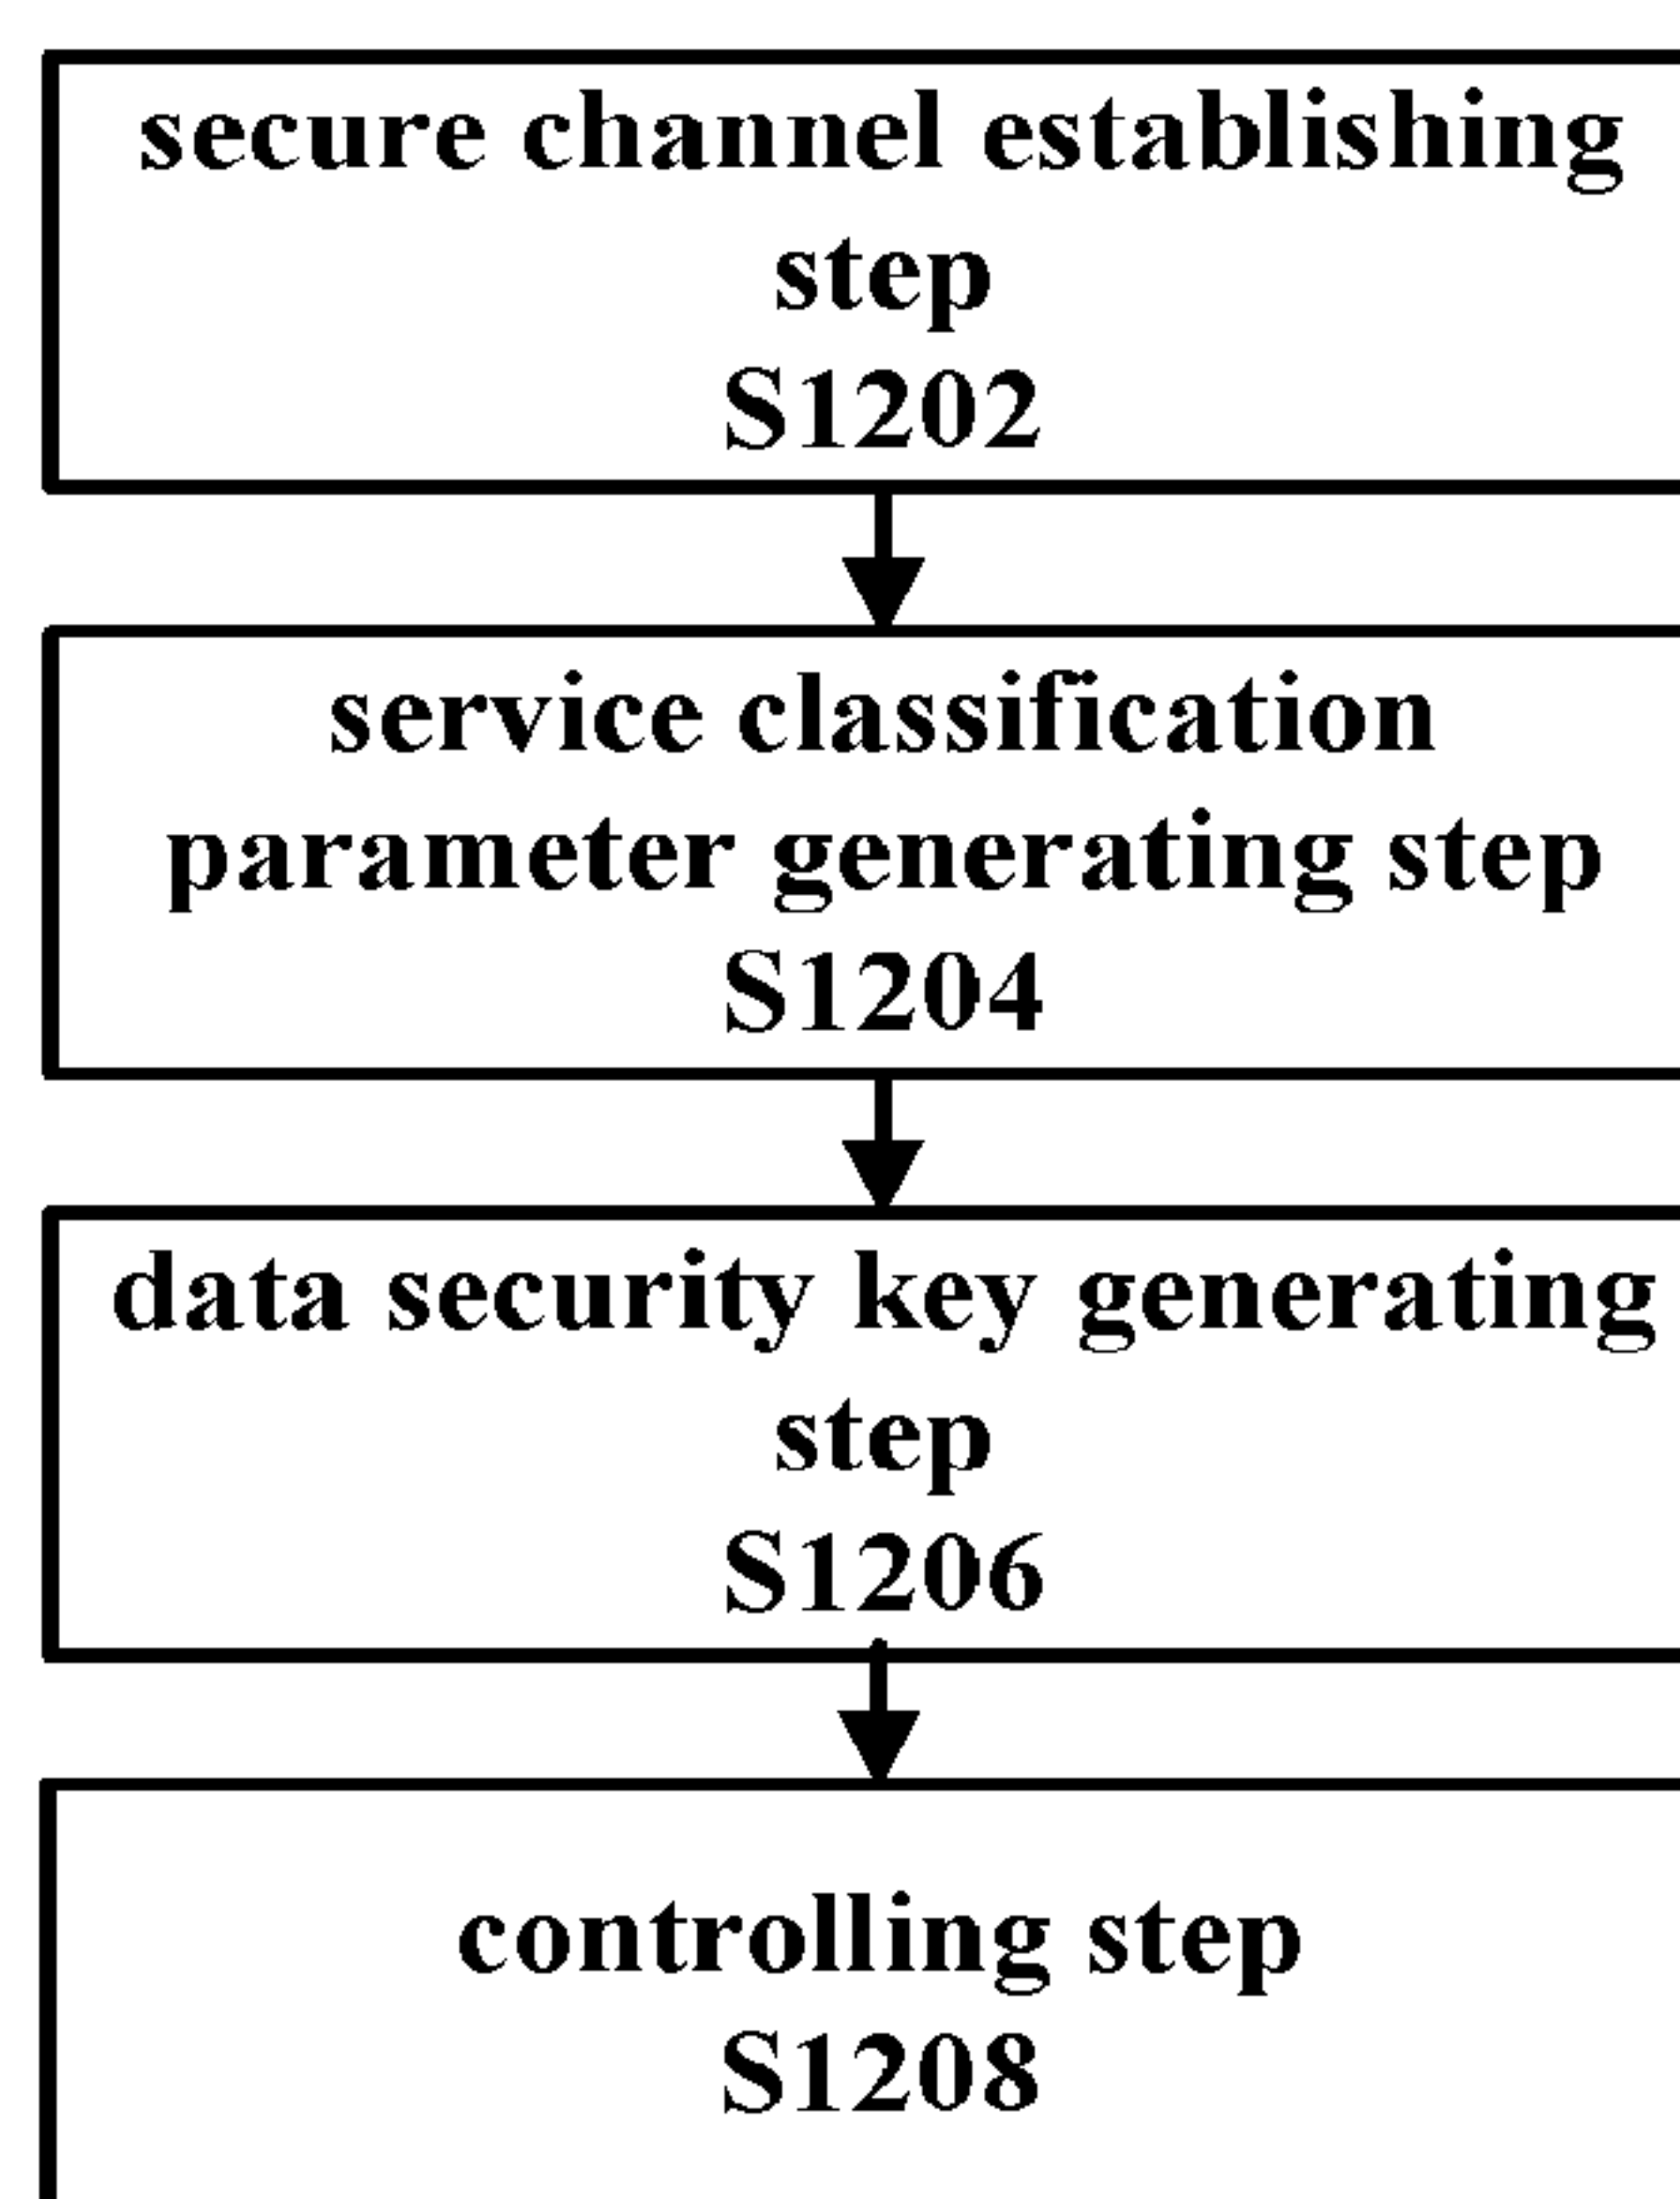 secure channel establishing
step
S1202
service classification
parameter generating step
S1204
data security key generating
step
S1206
controlling step
S1208